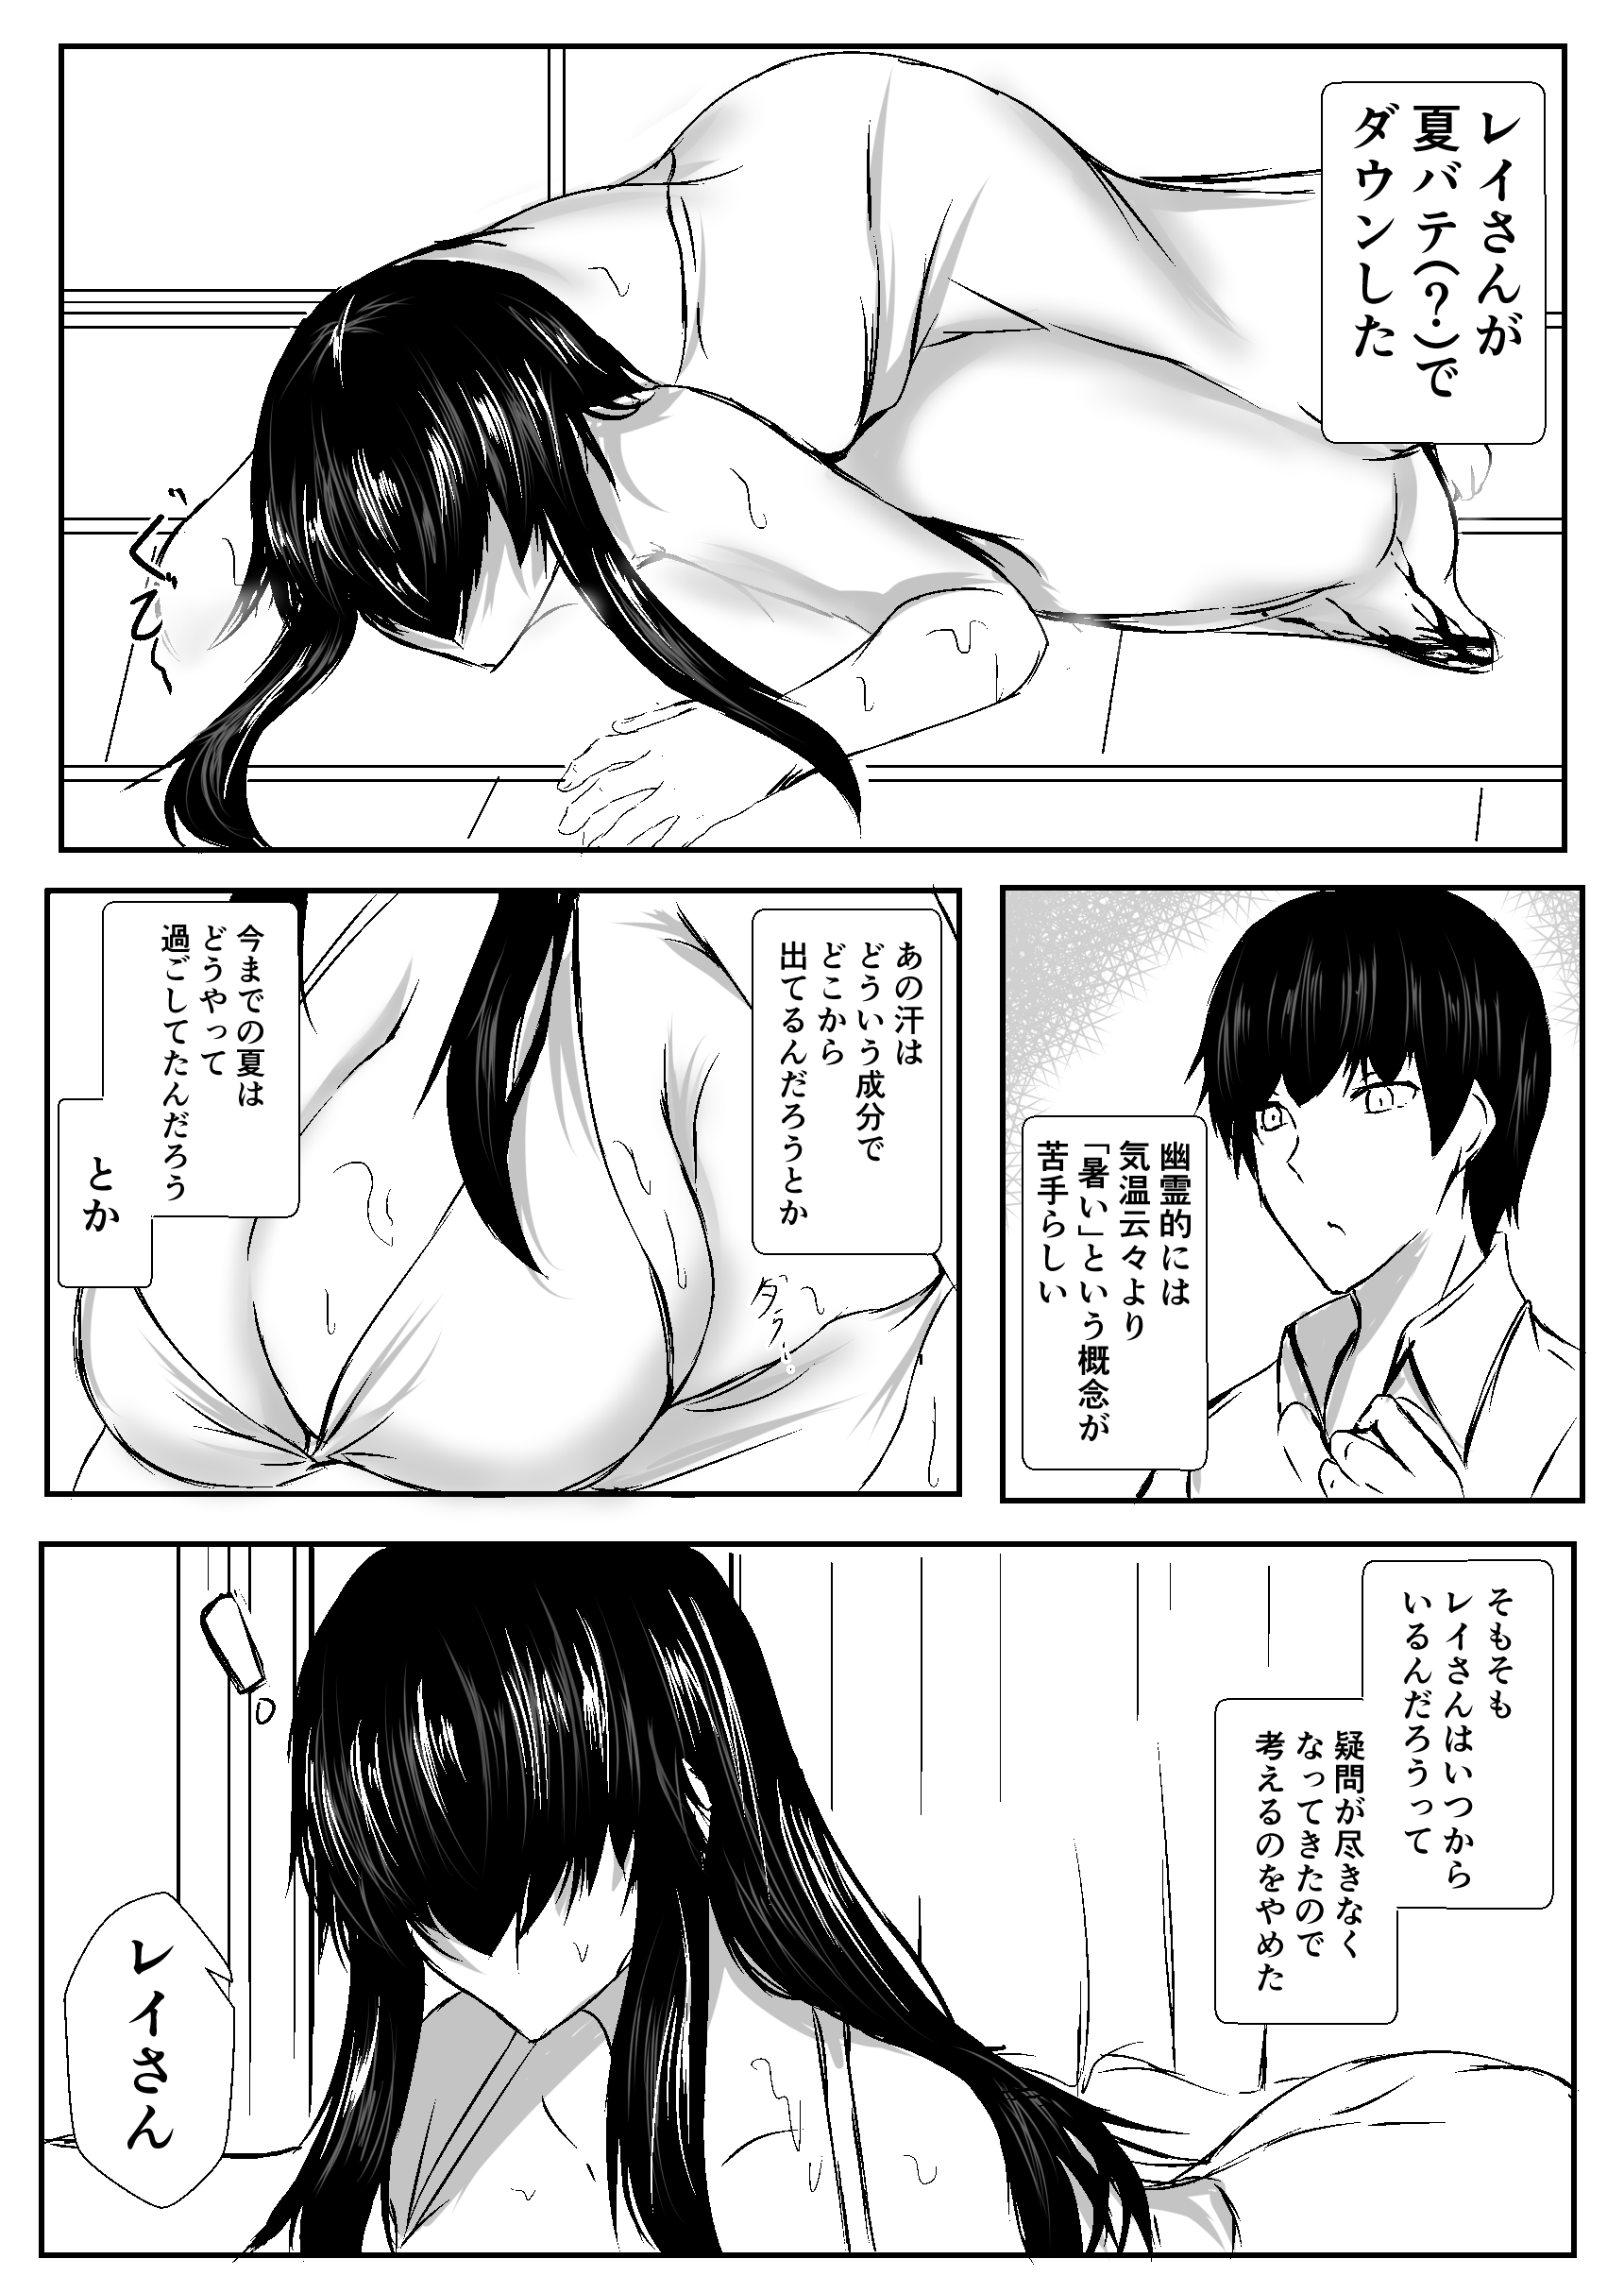 レイさんが
夏バテ(?)で
ダウンした
ぐで〜
幽霊的には
気温云々より
「暑い」という概念が
苦手らしい
あの汗は
どういう成分で
どこから
出てるんだろうとか
ダラ…
今までの夏は
どうやって
過ごしてたんだろう
とか
そもそも
レイさんはいつから
いるんだろうって
疑問が尽きなく
なってきたので
考えるのをやめた
!
レイさん